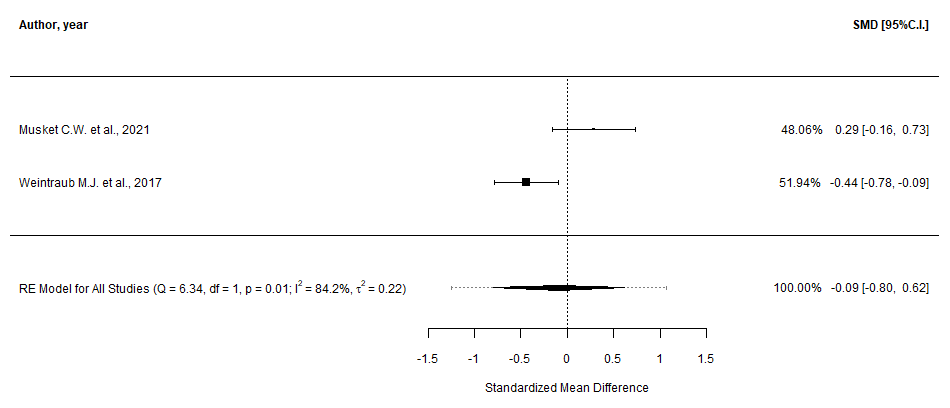 Author, year SMD [95%C.I.]
Musket C.W. et al., 2021 48.06% 0.29 [-0.16, 0.73]
Weintraub M.J. et al., 2017 51.94% -0.44 [-0.78, -0.09]
RE Model for All Studies (Q = 6.34, df = 1, p = 0.01; I² = 84.2%, τ² = 0.22) 100.00% -0.09 [-0.80, 0.62]
-1.5 -1 -0.5 0 0.5 1 1.5
Standardized Mean Difference